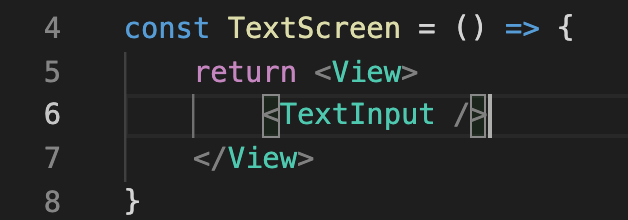 4 const TextScreen = () => {
5     return <View>
6         <TextInput />
7     </View>
8 }